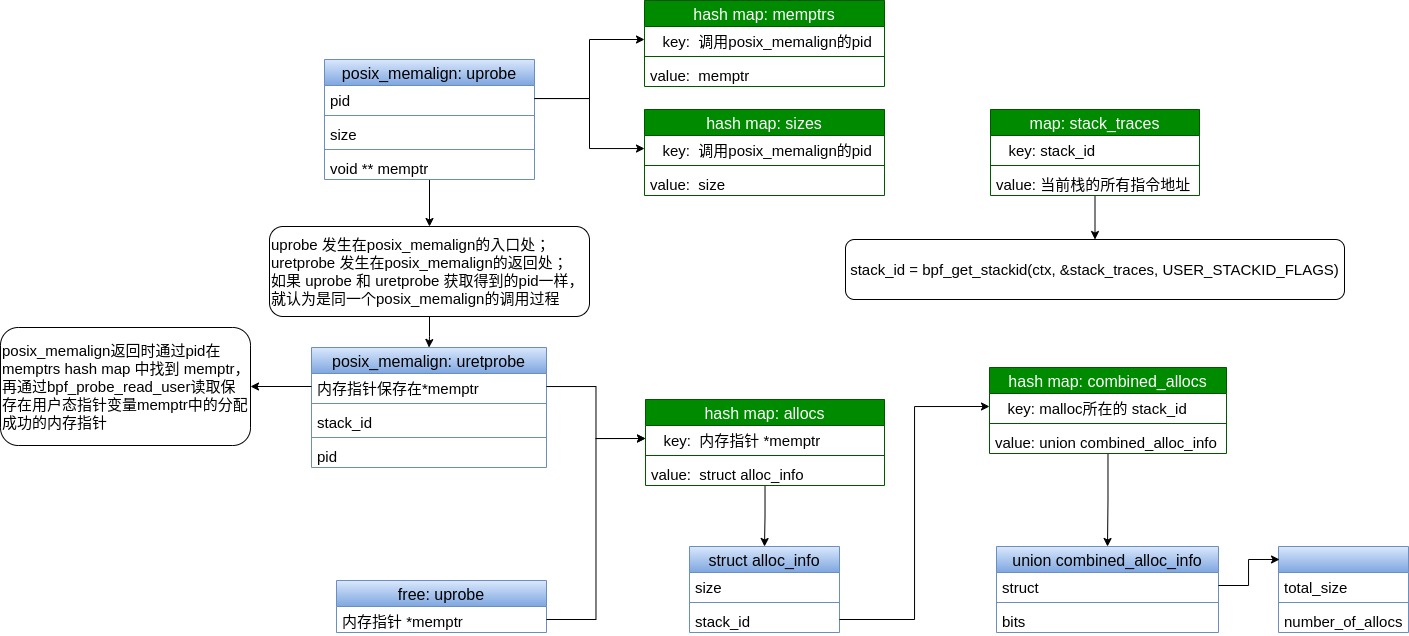 hash map: memptrs
key:  调用posix_memalign的pid
value:  memptr
posix_memalign: uprobe
pid
size
void ** memptr
hash map: sizes
key:  调用posix_memalign的pid
value:  size
map: stack_traces
key: stack_id
value: 当前栈的所有指令地址
uprobe 发生在posix_memalign的入口处；
uretprobe 发生在posix_memalign的返回处；
如果 uprobe 和 uretprobe 获取得到的pid一样，
就认为是同一个posix_memalign的调用过程
stack_id = bpf_get_stackid(ctx, &stack_traces, USER_STACKID_FLAGS)
posix_memalign返回时通过pid在
memptrs hash map 中找到 memptr，
再通过bpf_probe_read_user读取保
存在用户态指针变量memptr中的分配
成功的内存指针
posix_memalign: uretprobe
内存指针保存在*memptr
stack_id
pid
hash map: allocs
key:  内存指针 *memptr
value:  struct alloc_info
hash map: combined_allocs
key: malloc所在的 stack_id
value: union combined_alloc_info
struct alloc_info
size
stack_id
union combined_alloc_info
struct
bits
total_size
number_of_allocs
free: uprobe
内存指针 *memptr